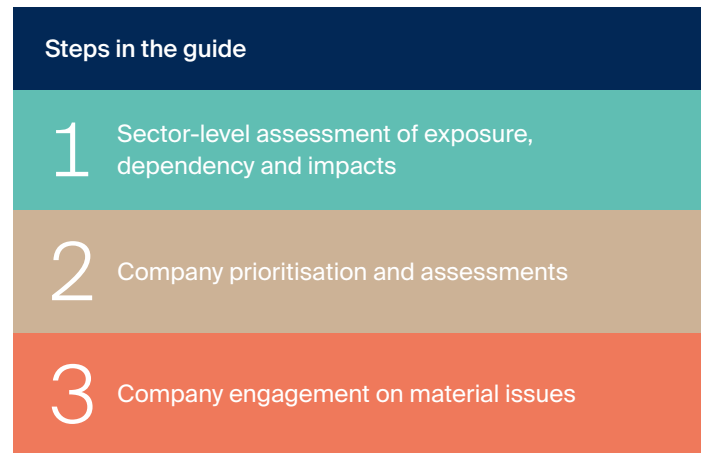 Steps in the guide
1
Sector-level assessment of exposure,
dependency and impacts
2
Company prioritisation and assessments
3
Company engagement on material issues